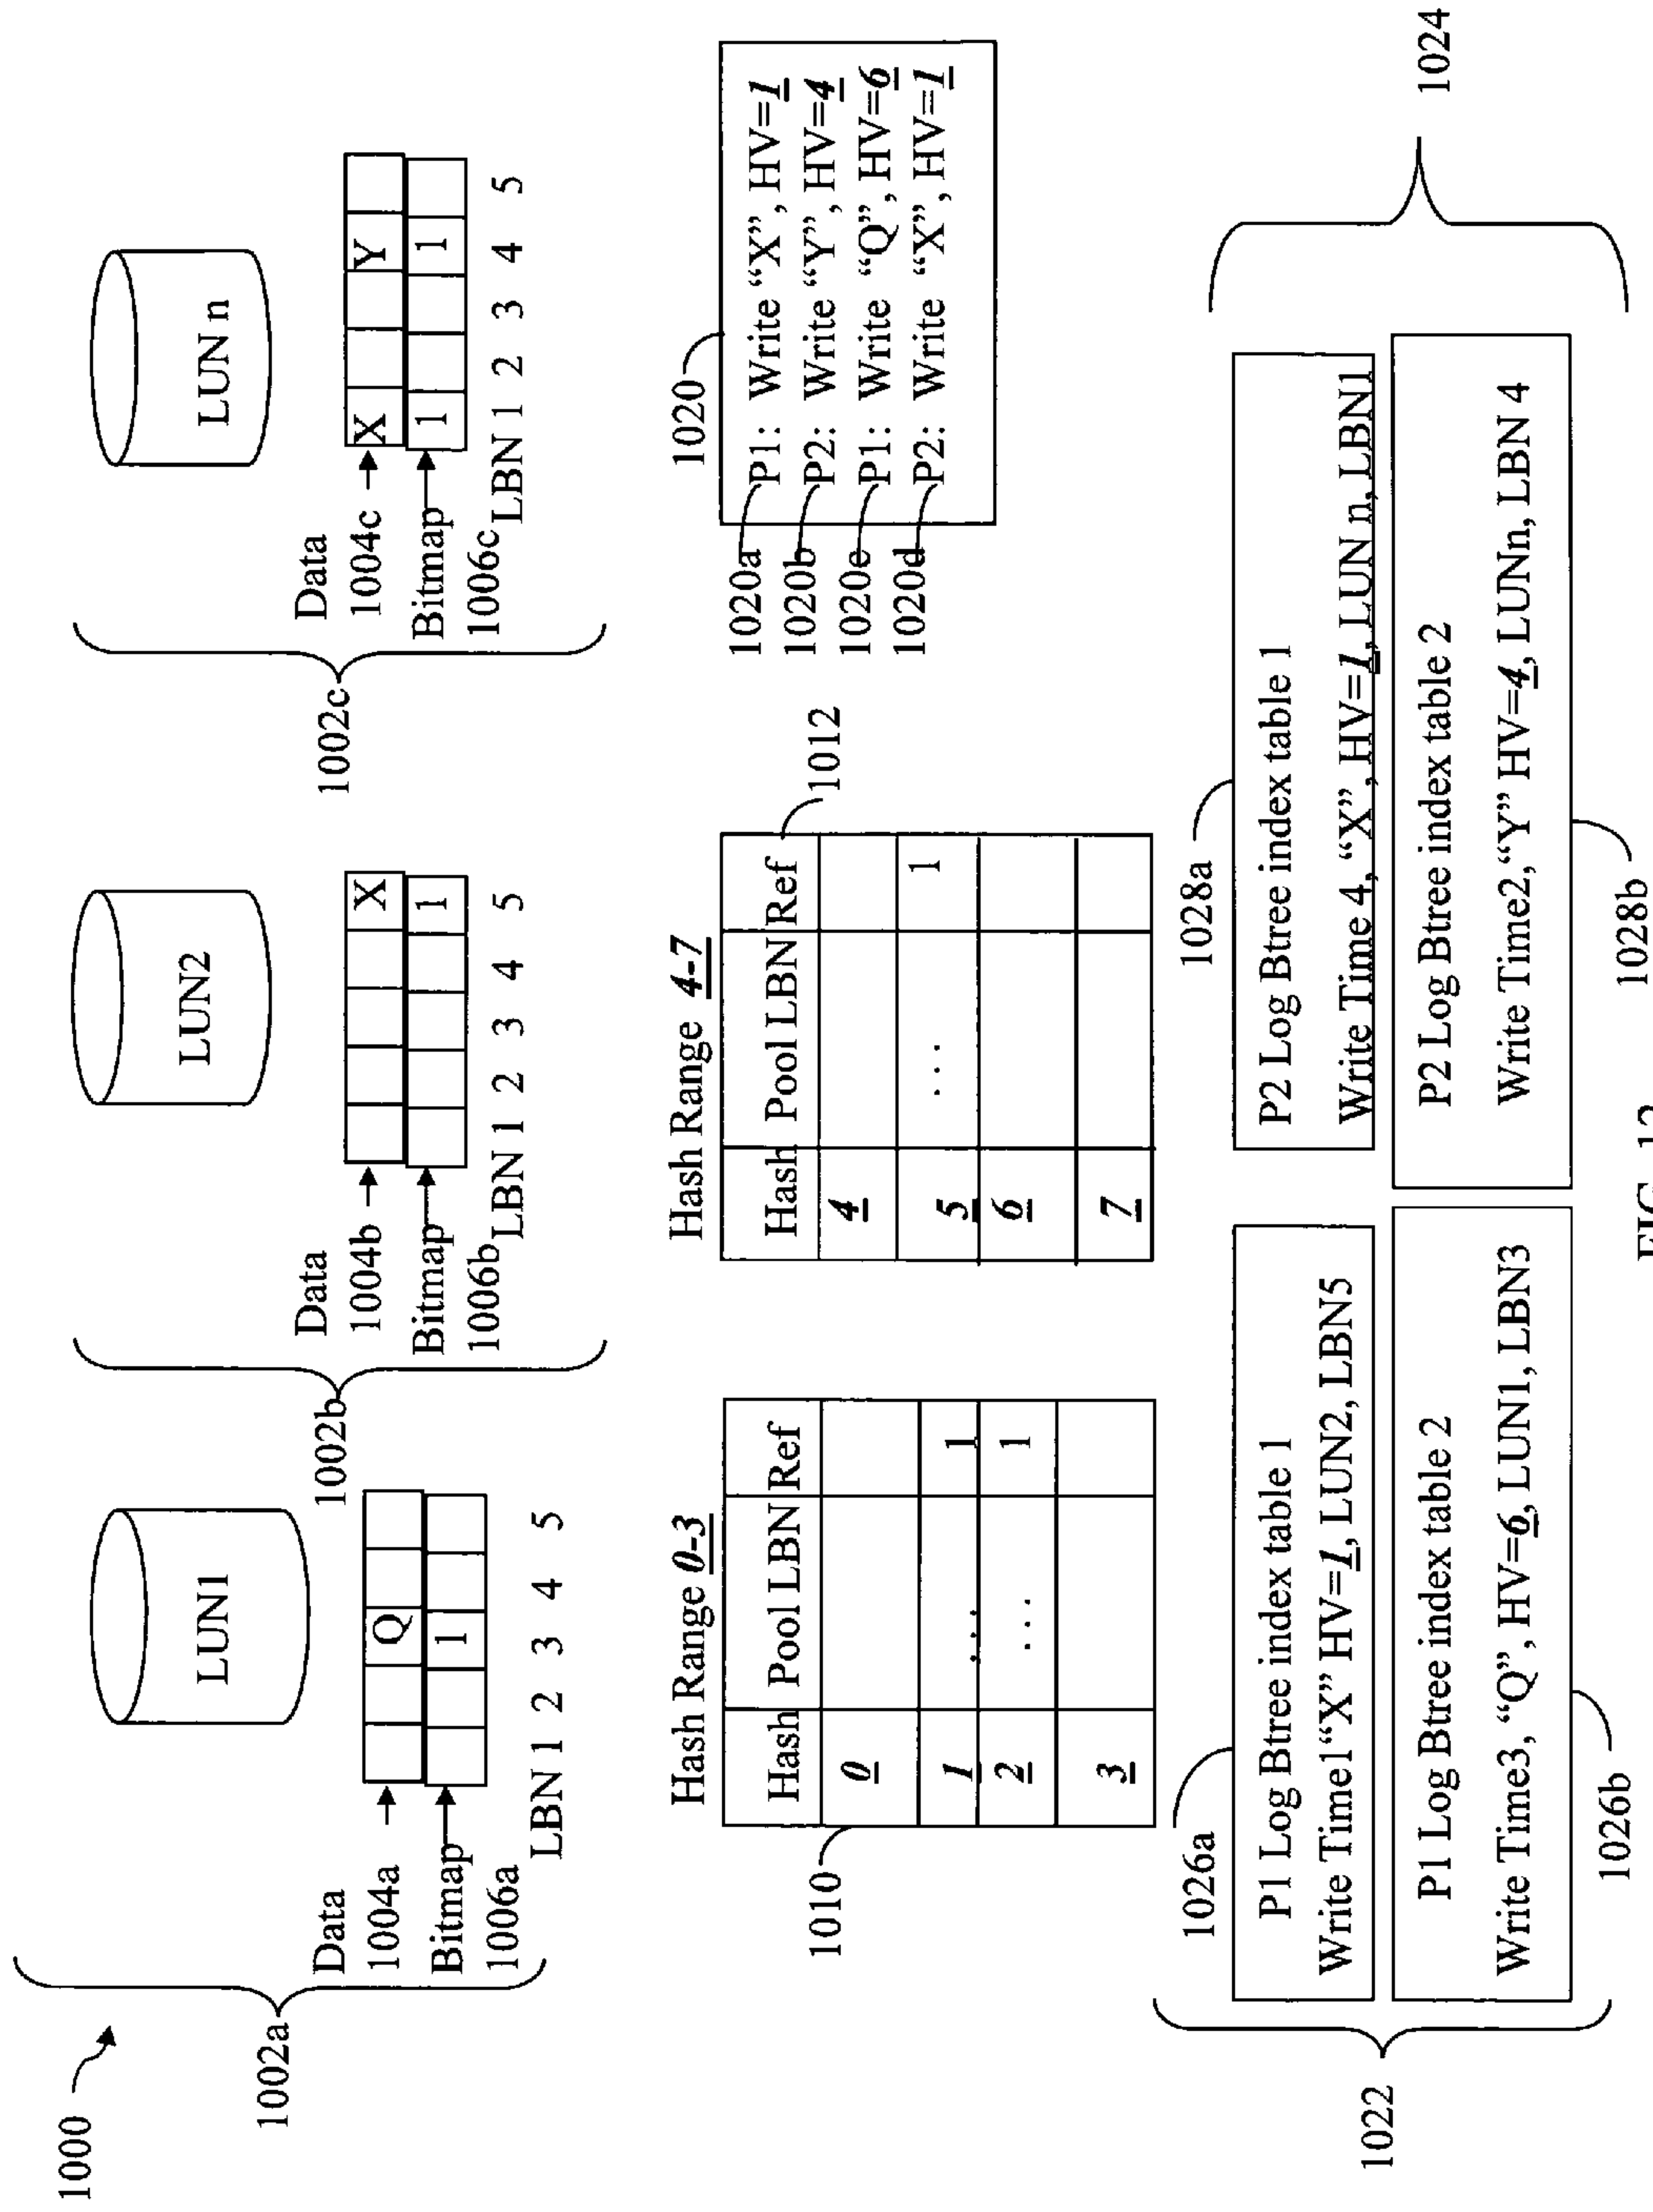 1000
1002a
LUN1
Data
1004a
Q
Bitmap
1006a
1
LBN 1 2 3 4 5
1002b
LUN2
Data
1004b
X
Bitmap
1006b
1
LBN 1 2 3 4 5
1002c
LUN n
Data
1004c
X Y
Bitmap
1006c
1 1
LBN 1 2 3 4 5
1010
Hash Range 0-3
Hash Pool LBN Ref
0
1 ... 1
2 ... 1
3
Hash Range 4-7
1012
Hash Pool LBN Ref
4
5 ... 1
6
7
1020
1020a P1: Write “X”, HV=1
1020b P2: Write “Y”, HV=4
1020c P1: Write “Q”, HV=6
1020d P2: Write “X”, HV=1
1022
1026a
P1 Log Btree index table 1
Write Time1“X” HV=1, LUN2, LBN5
P1 Log Btree index table 2
Write Time3, “Q”, HV=6, LUN1, LBN3
1026b
1028a
P2 Log Btree index table 1
Write Time 4, “X”, HV=1, LUN n, LBN1
P2 Log Btree index table 2
Write Time2,“Y” HV=4, LUNn, LBN 4
1028b
1024